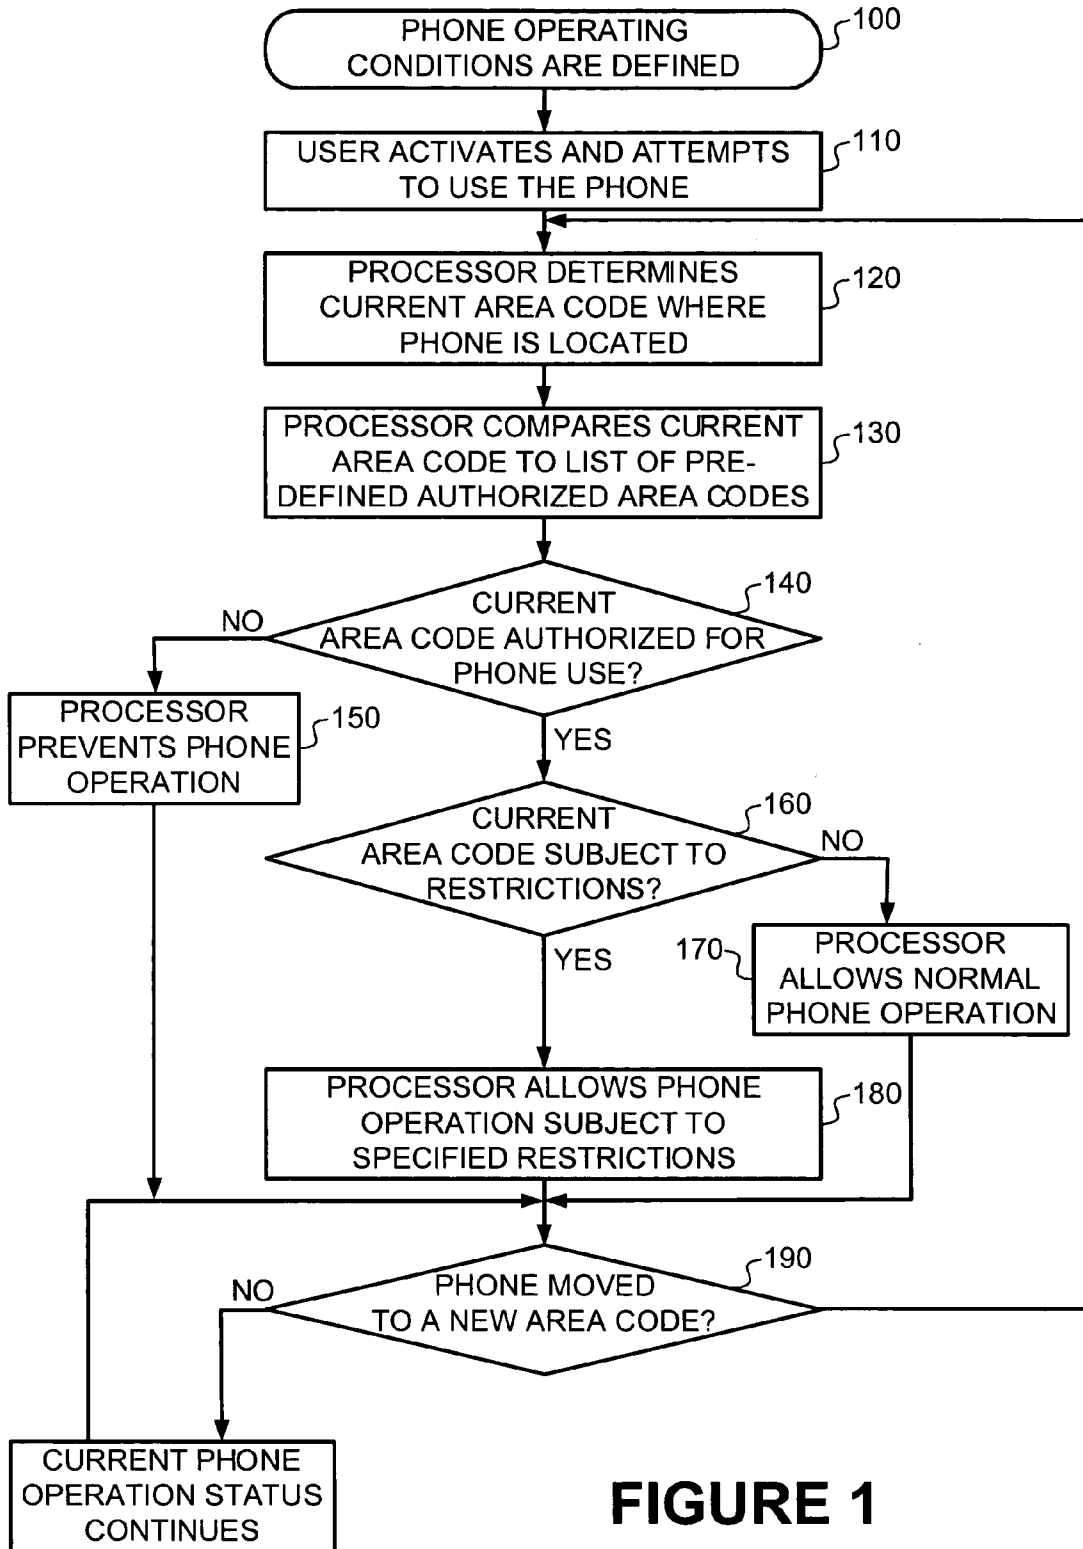 PHONE OPERATING
CONDITIONS ARE DEFINED
100
USER ACTIVATES AND ATTEMPTS
TO USE THE PHONE
110
PROCESSOR DETERMINES
CURRENT AREA CODE WHERE
PHONE IS LOCATED
120
PROCESSOR COMPARES CURRENT
AREA CODE TO LIST OF PRE-
DEFINED AUTHORIZED AREA CODES
130
CURRENT
AREA CODE AUTHORIZED FOR
PHONE USE?
140
NO
YES
PROCESSOR
PREVENTS PHONE
OPERATION
150
CURRENT
AREA CODE SUBJECT TO
RESTRICTIONS?
160
NO
YES
170
PROCESSOR
ALLOWS NORMAL
PHONE OPERATION
PROCESSOR ALLOWS PHONE
OPERATION SUBJECT TO
SPECIFIED RESTRICTIONS
180
PHONE MOVED
TO A NEW AREA CODE?
190
NO
CURRENT PHONE
OPERATION STATUS
CONTINUES
FIGURE 1